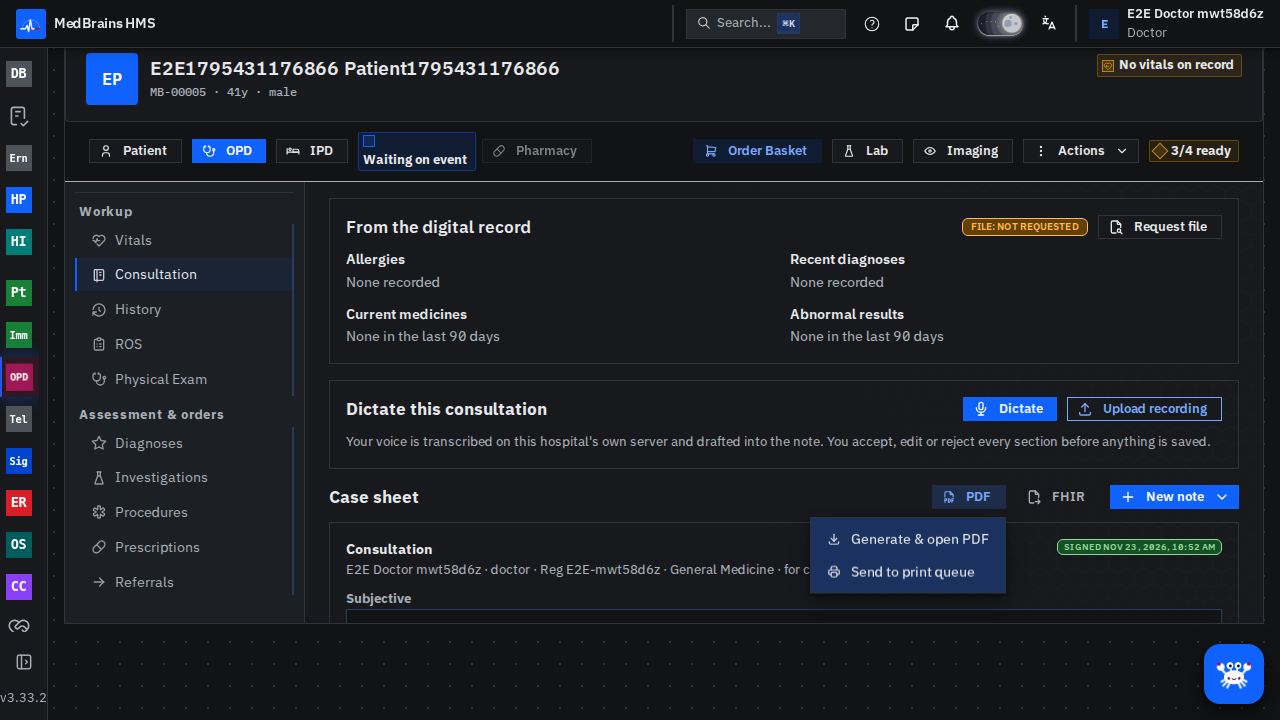 MedBrains HMS
Search... ⌘K
E2E Doctor mwt58d6z
Doctor
DB
Ern
HP
HI
Pt
Imm
OPD
Tel
Sig
ER
OS
CC
v3.33.2
EP
E2E1795431176866 Patient1795431176866
MB-00005 · 41y · male
No vitals on record
Patient
OPD
IPD
Waiting on event
Pharmacy
Order Basket
Lab
Imaging
Actions
3/4 ready
Workup
Vitals
Consultation
History
ROS
Physical Exam
Assessment & orders
Diagnoses
Investigations
Procedures
Prescriptions
Referrals
From the digital record
FILE: NOT REQUESTED
Request file
Allergies
None recorded
Recent diagnoses
None recorded
Current medicines
None in the last 90 days
Abnormal results
None in the last 90 days
Dictate this consultation
Dictate
Upload recording
Your voice is transcribed on this hospital's own server and drafted into the note. You accept, edit or reject every section before anything is saved.
Case sheet
PDF
FHIR
New note
Generate & open PDF
Send to print queue
Consultation
SIGNED NOV 23, 2026, 10:52 AM
E2E Doctor mwt58d6z · doctor · Reg E2E-mwt58d6z · General Medicine · for c
Subjective